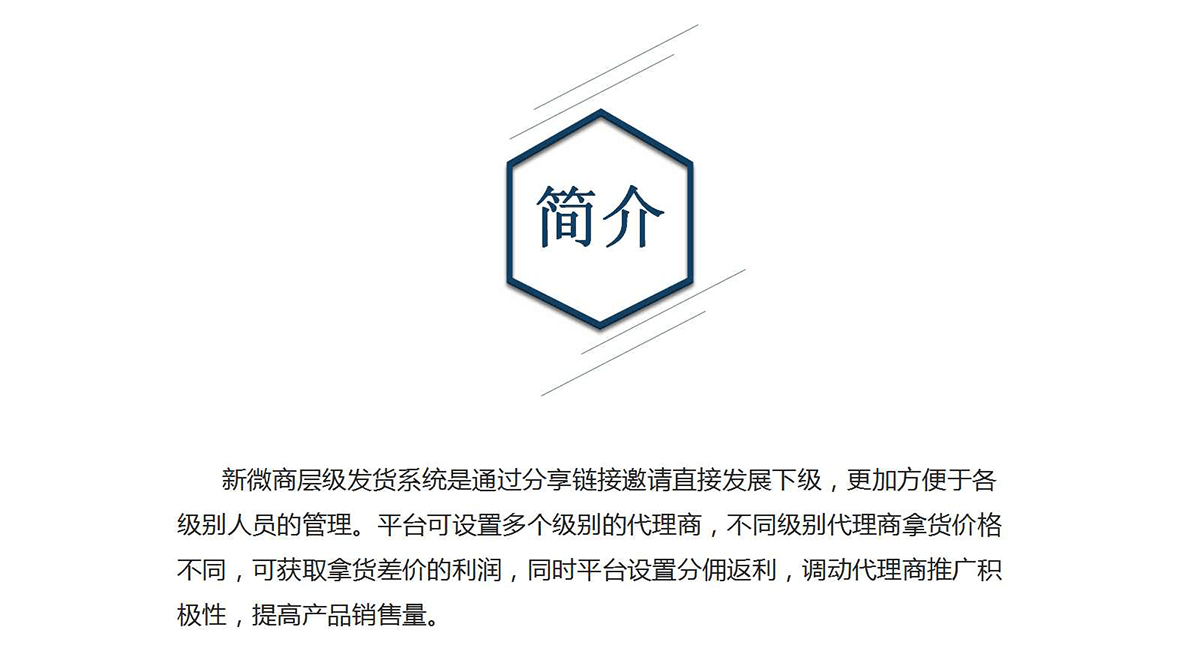 简介
新微商层级发货系统是通过分享链接邀请直接发展下级，更加方便于各
级别人员的管理。平台可设置多个级别的代理商，不同级别代理商拿货价格
不同，可获取拿货差价的利润，同时平台设置分佣返利，调动代理商推广积
极性，提高产品销售量。